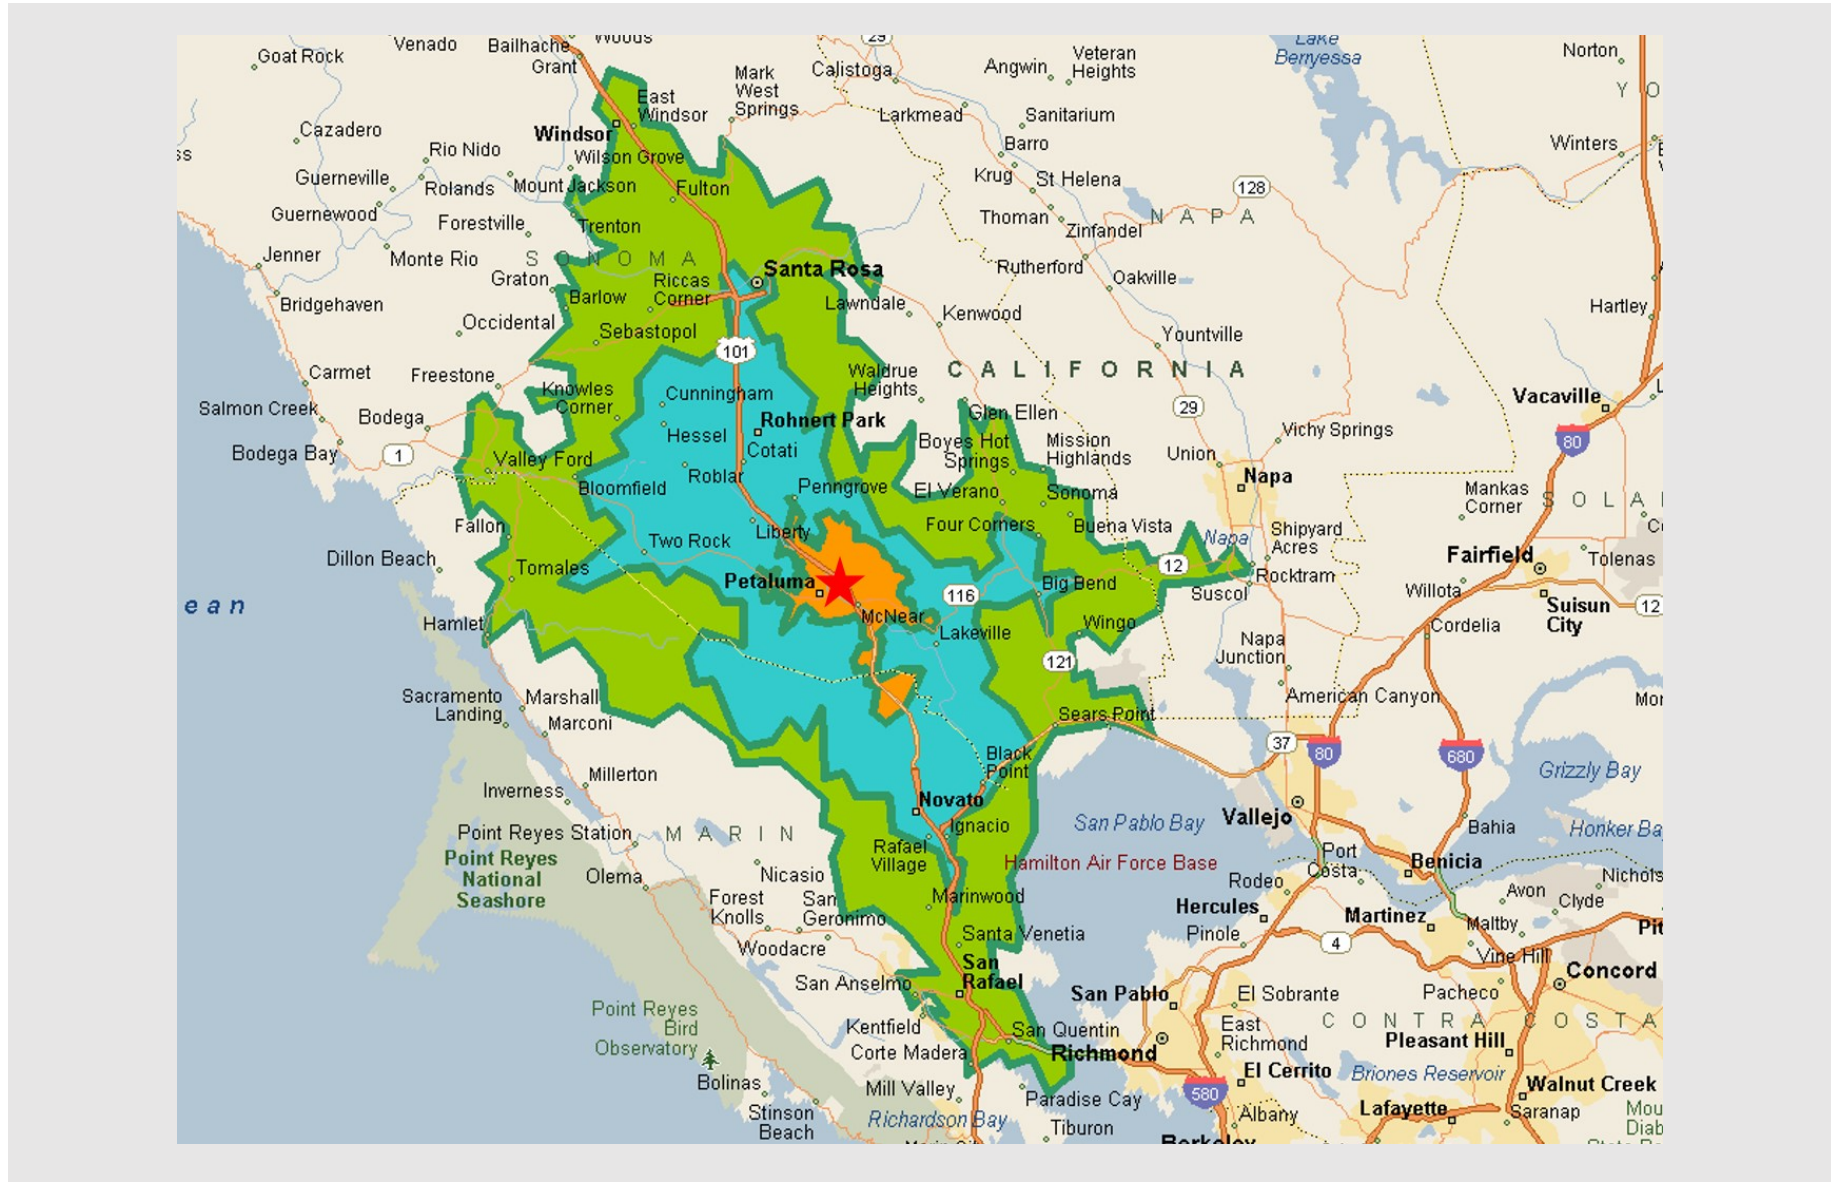 Goat Rock
Venado
Bailhache
Woods
Grant
29
Calistoga
Mark
West
Springs
Angwin
Veteran
Heights
Lake
Berryessa
Norton
Y O
East
Windsor
Larkmead
Sanitarium
Cazadero
Windsor
Barro
Winters
ss
Rio Nido
Wilson Grove
Guerneville
Rolands
Mount Jackson
Fulton
Krug
St Helena
128
Guernewood
Forestville
Trenton
Thoman
Zinfandel
N A P A
Jenner
Monte Rio
S O N O M A
Santa Rosa
Rutherford
Oakville
Graton
Riccas
Corner
Barlow
Bridgehaven
Lawndale
Kenwood
Hartley
Occidental
Sebastopol
Yountville
101
Carmet
Freestone
Waldrue
Heights
C A L I F O R N I A
Knowles
Corner
Cunningham
Vacaville
Salmon Creek
Bodega
Rohnert Park
Glen Ellen
29
Hessel
Cotati
Boyes Hot
Springs
Mission
Highlands
Vichy Springs
80
Bodega Bay
1
Valley Ford
Union
Bloomfield
Roblar
Penngrove
El Verano
Sonoma
Napa
Mankas
Corner
S O L A
Fallon
Liberty
Four Corners
Buena Vista
Napa
Shipyard
Acres
Two Rock
Dillon Beach
Tomales
Fairfield
Tolenas
Petaluma
116
Big Bend
12
Rocktram
Suscol
Willota
Suisun
City
12
e a n
Hamlet
McNear
Lakeville
Wingo
Cordelia
121
Napa
Junction
Sacramento
Landing
Marshall
Marconi
American Canyon
Sears Point
37
80
680
Black
Point
Grizzly Bay
Millerton
Inverness
Novato
San Pablo Bay
Vallejo
Bahia
Honker Ba
Point Reyes Station
M A R I N
Ignacio
Rafael
Village
Hamilton Air Force Base
Port
Costa
Benicia
Point Reyes
National
Seashore
Olema
Nicasio
Rodeo
Nichols
Avon
Clyde
Forest
Knolls
San
Geronimo
Marinwood
Hercules
Martinez
Maltby
Pinole
Pit
Woodacre
Santa Venetia
4
Vine Hill
San
Rafael
Concord
San Anselmo
San Pablo
El Sobrante
Pacheco
Point Reyes
Bird
Observatory
Kentfield
San Quentin
East
Richmond
C O N T R A C O S T A
Corte Madera
Richmond
Pleasant Hill
El Cerrito
Briones Reservoir
Walnut Creek
Bolinas
Mill Valley
Paradise Cay
580
Albany
Lafayette
Saranap
Mou
Diab
Stinson
Beach
Richardson Bay
Tiburon
Berkeley